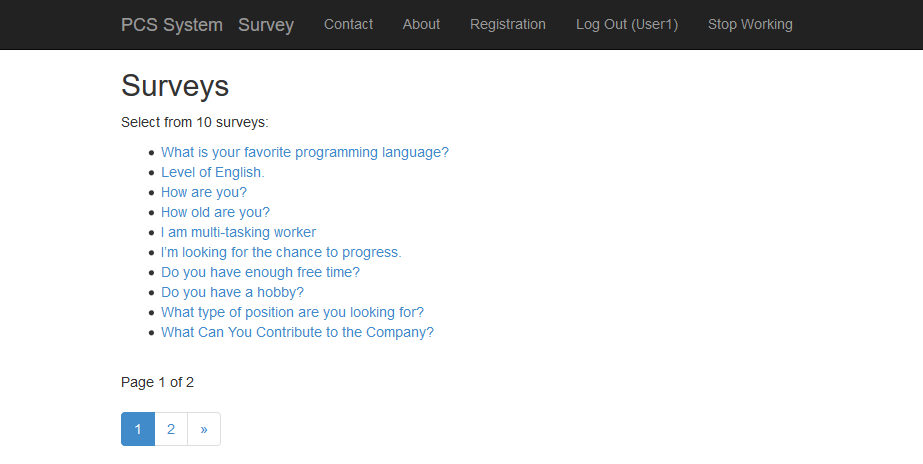 PCS System Survey Contact About Registration Log Out (User1) Stop Working
Surveys
Select from 10 surveys:
What is your favorite programming language?
Level of English.
How are you?
How old are you?
I am multi-tasking worker
I'm looking for the chance to progress.
Do you have enough free time?
Do you have a hobby?
What type of position are you looking for?
What Can You Contribute to the Company?
Page 1 of 2
1 2 »